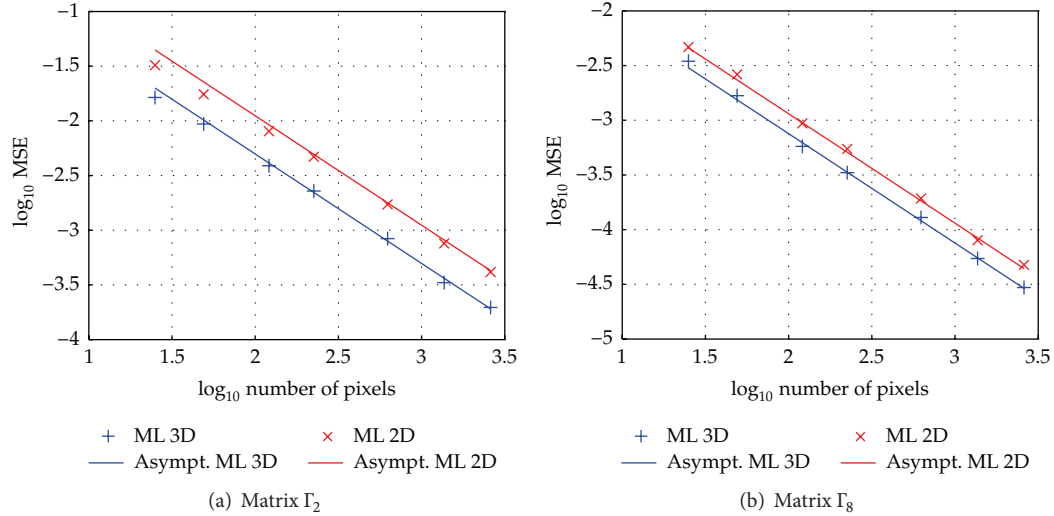 −1
−1.5
−2
−2.5
−3
−3.5
−4
log₁₀ MSE
1 1.5 2 2.5 3 3.5
log₁₀ number of pixels
ML 3D ML 2D
Asympt. ML 3D Asympt. ML 2D
(a) Matrix Γ₂
−2
−2.5
−3
−3.5
−4
−4.5
−5
log₁₀ MSE
1 1.5 2 2.5 3 3.5
log₁₀ number of pixels
ML 3D ML 2D
Asympt. ML 3D Asympt. ML 2D
(b) Matrix Γ₈